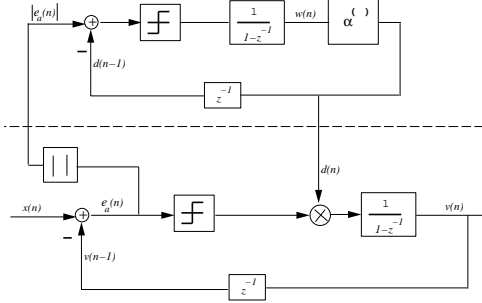 |e_a(n)|
+
−
d(n−1)
1
1−z^{−1}
w(n)
α^{( )}
z^{−1}
| |
d(n)
x(n)
+
e_a(n)
−
v(n−1)
×
1
1−z^{−1}
v(n)
z^{−1}